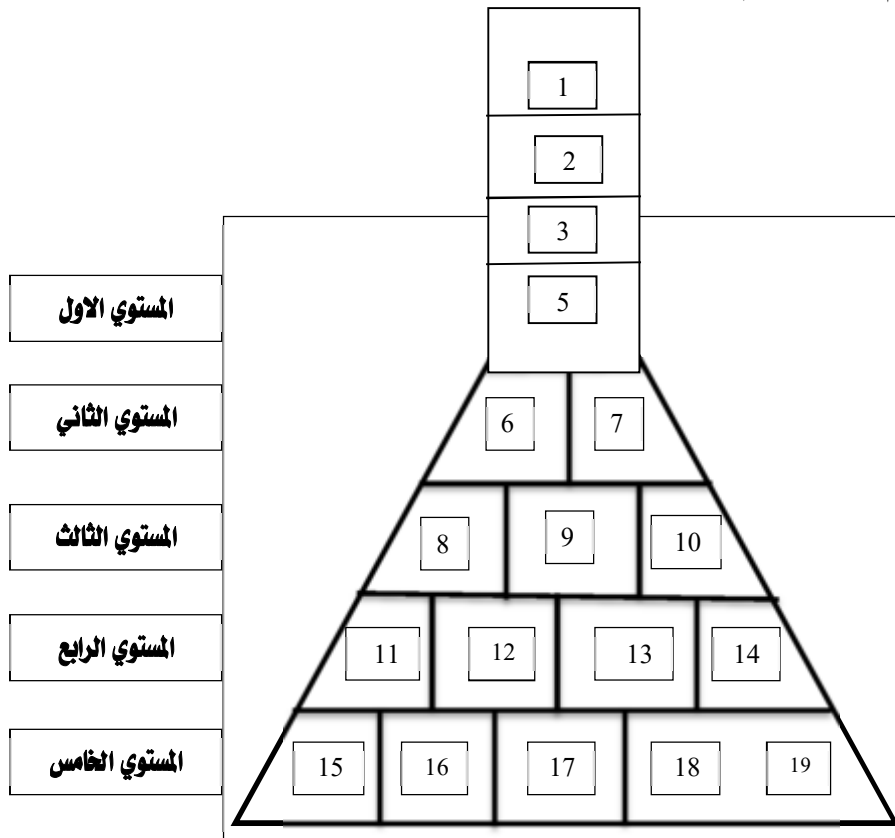 1
2
3
المستوي الاول
5
المستوي الثاني
6 7
المستوي الثالث
8 9 10
المستوي الرابع
11 12 13 14
المستوي الخامس
15 16 17 18 19